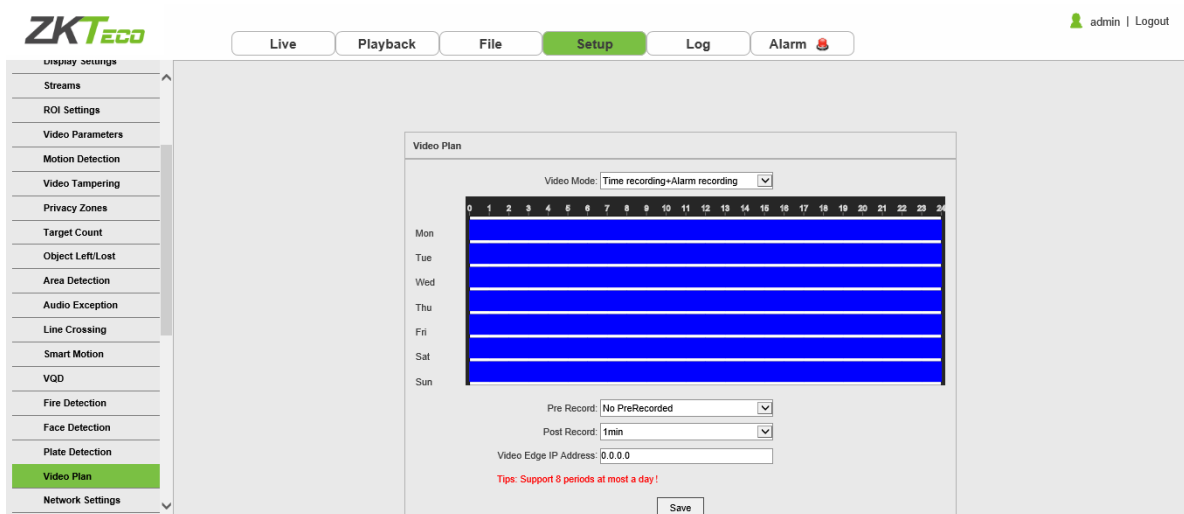 ZKTECO
admin | Logout
Live Playback File Setup Log Alarm
Display Settings
Streams
ROI Settings
Video Parameters
Motion Detection
Video Tampering
Privacy Zones
Target Count
Object Left/Lost
Area Detection
Audio Exception
Line Crossing
Smart Motion
VQD
Fire Detection
Face Detection
Plate Detection
Video Plan
Network Settings
Video Plan
Video Mode: Time recording+Alarm recording
0 1 2 3 4 5 6 7 8 9 10 11 12 13 14 15 16 17 18 19 20 21 22 23 24
Mon
Tue
Wed
Thu
Fri
Sat
Sun
Pre Record: No PreRecorded
Post Record: 1min
Video Edge IP Address: 0.0.0.0
Tips: Support 8 periods at most a day!
Save